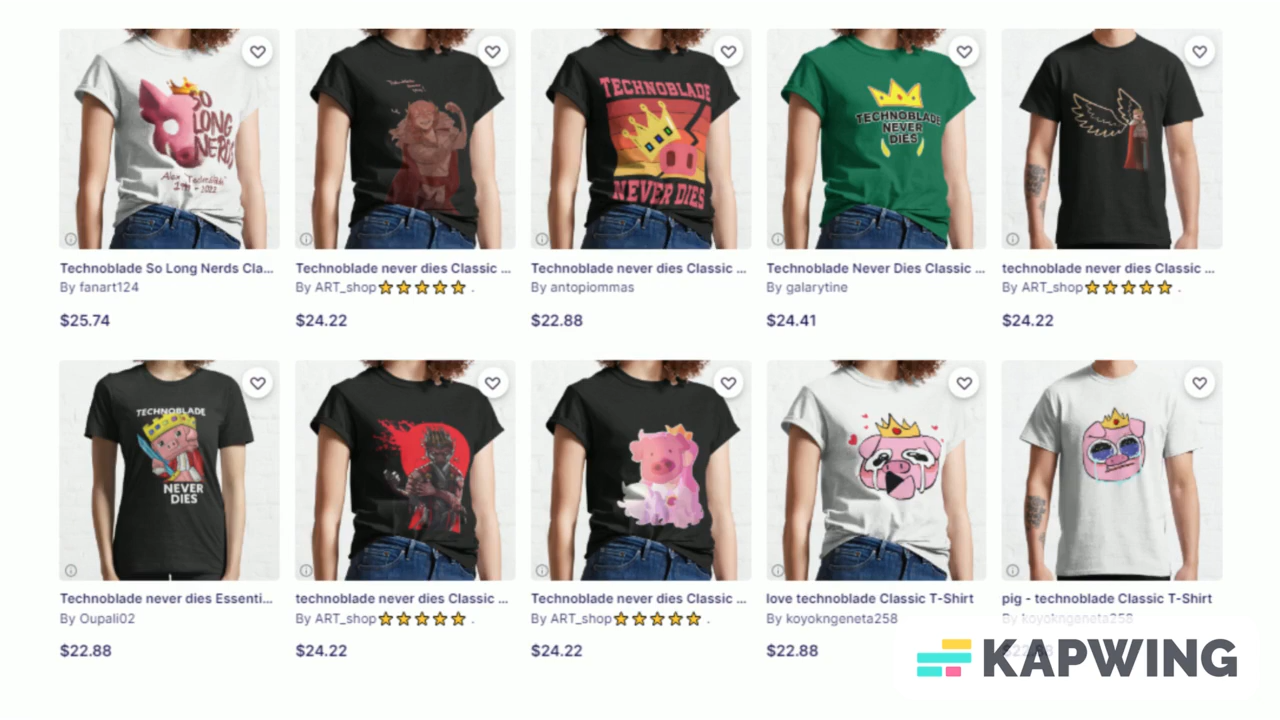 SO
LONG
NERDS
TECHNOBLADE
NEVER DIES
TECHNOBLADE
NEVER
DIES
Technoblade So Long Nerds Cla...
Technoblade never dies Classic ...
Technoblade never dies Classic ...
Technoblade Never Dies Classic ...
technoblade never dies Classic ...
By fanart124
By ART_shop⭐⭐⭐⭐⭐ .
By antopiommas
By galarytine
By ART_shop⭐⭐⭐⭐⭐ .
$25.74
$24.22
$22.88
$24.41
$24.22
TECHNOBLADE
NEVER
DIES
Technoblade never dies Essenti...
technoblade never dies Classic ...
Technoblade never dies Classic ...
love technoblade Classic T-Shirt
pig - technoblade Classic T-Shirt
By Oupali02
By ART_shop⭐⭐⭐⭐⭐ .
By ART_shop⭐⭐⭐⭐⭐ .
By koyokngeneta258
By koyokngeneta258
$22.88
$24.22
$24.22
$22.88
KAPWING